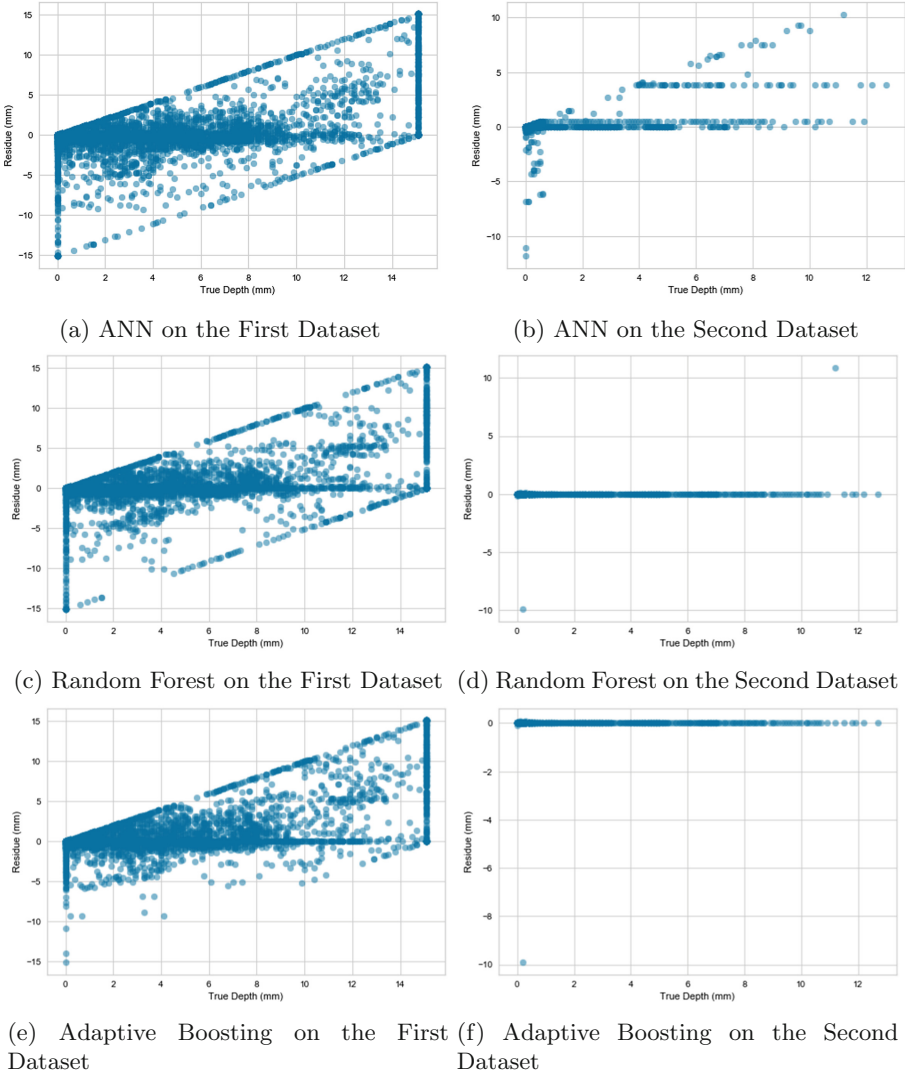 15
10
5
0
−5
−10
−15
Residue (mm)
0 2 4 6 8 10 12 14
True Depth (mm)
10
5
0
−5
−10
Residue (mm)
0 2 4 6 8 10 12
True Depth (mm)
(a) ANN on the First Dataset
(b) ANN on the Second Dataset
15
10
5
0
−5
−10
−15
Residue (mm)
0 2 4 6 8 10 12 14
True Depth (mm)
10
5
0
−5
−10
Residue (mm)
0 2 4 6 8 10 12
True Depth (mm)
(c) Random Forest on the First Dataset
(d) Random Forest on the Second Dataset
15
10
5
0
−5
−10
−15
Residue (mm)
0 2 4 6 8 10 12 14
True Depth (mm)
0
−2
−4
−6
−8
−10
Residue (mm)
0 2 4 6 8 10 12
True Depth (mm)
(e) Adaptive Boosting on the First
Dataset
(f) Adaptive Boosting on the Second
Dataset